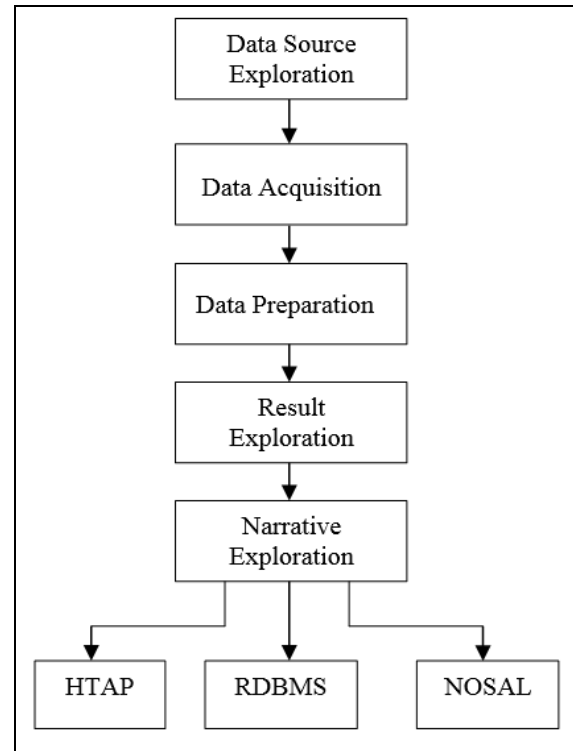 Data Source
Exploration
Data Acquisition
Data Preparation
Result
Exploration
Narrative
Exploration
HTAP
RDBMS
NOSAL